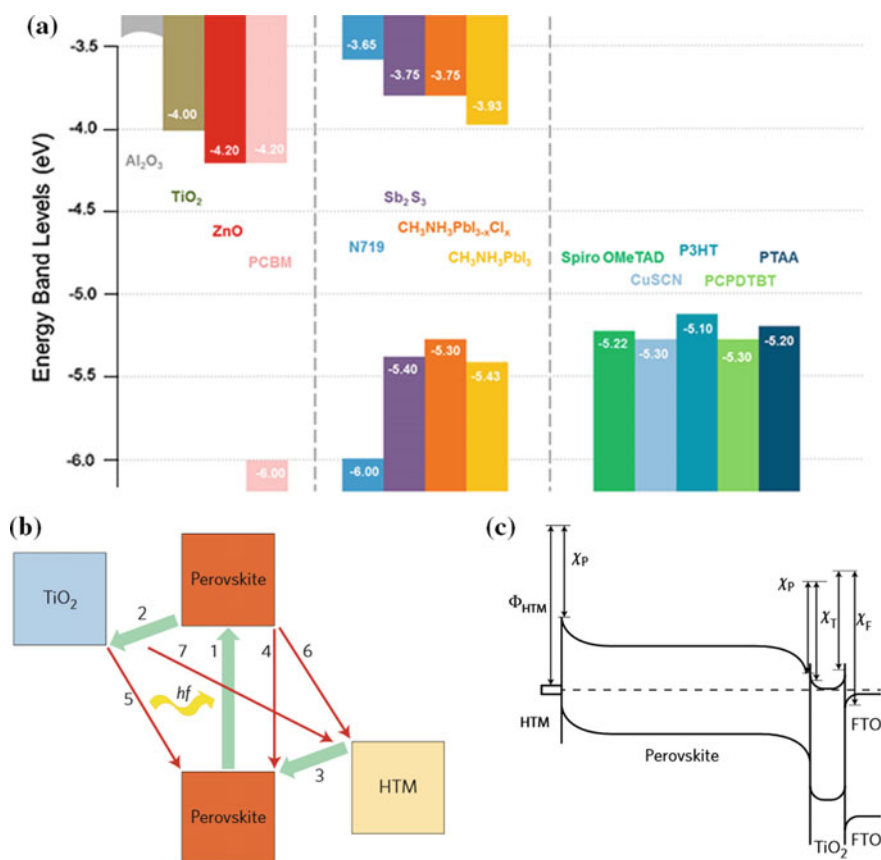 (a)
Energy Band Levels (eV)
-3.5
-4.0
-4.5
-5.0
-5.5
-6.0
Al₂O₃
-4.00
TiO₂
-4.20
ZnO
-4.20
PCBM
-6.00
-3.65
-3.75
-3.75
-3.93
Sb₂S₃
CH₃NH₃PbI₃₋ₓClₓ
N719
CH₃NH₃PbI₃
-6.00
-5.40
-5.30
-5.43
Spiro OMeTAD
P3HT
PTAA
CuSCN
PCPDTBT
-5.22
-5.30
-5.10
-5.30
-5.20
(b)
TiO₂
Perovskite
2
7
1
4
6
5
hf
3
Perovskite
HTM
(c)
χP
ΦHTM
χP
χT
χF
HTM
FTO
Perovskite
TiO₂
FTO